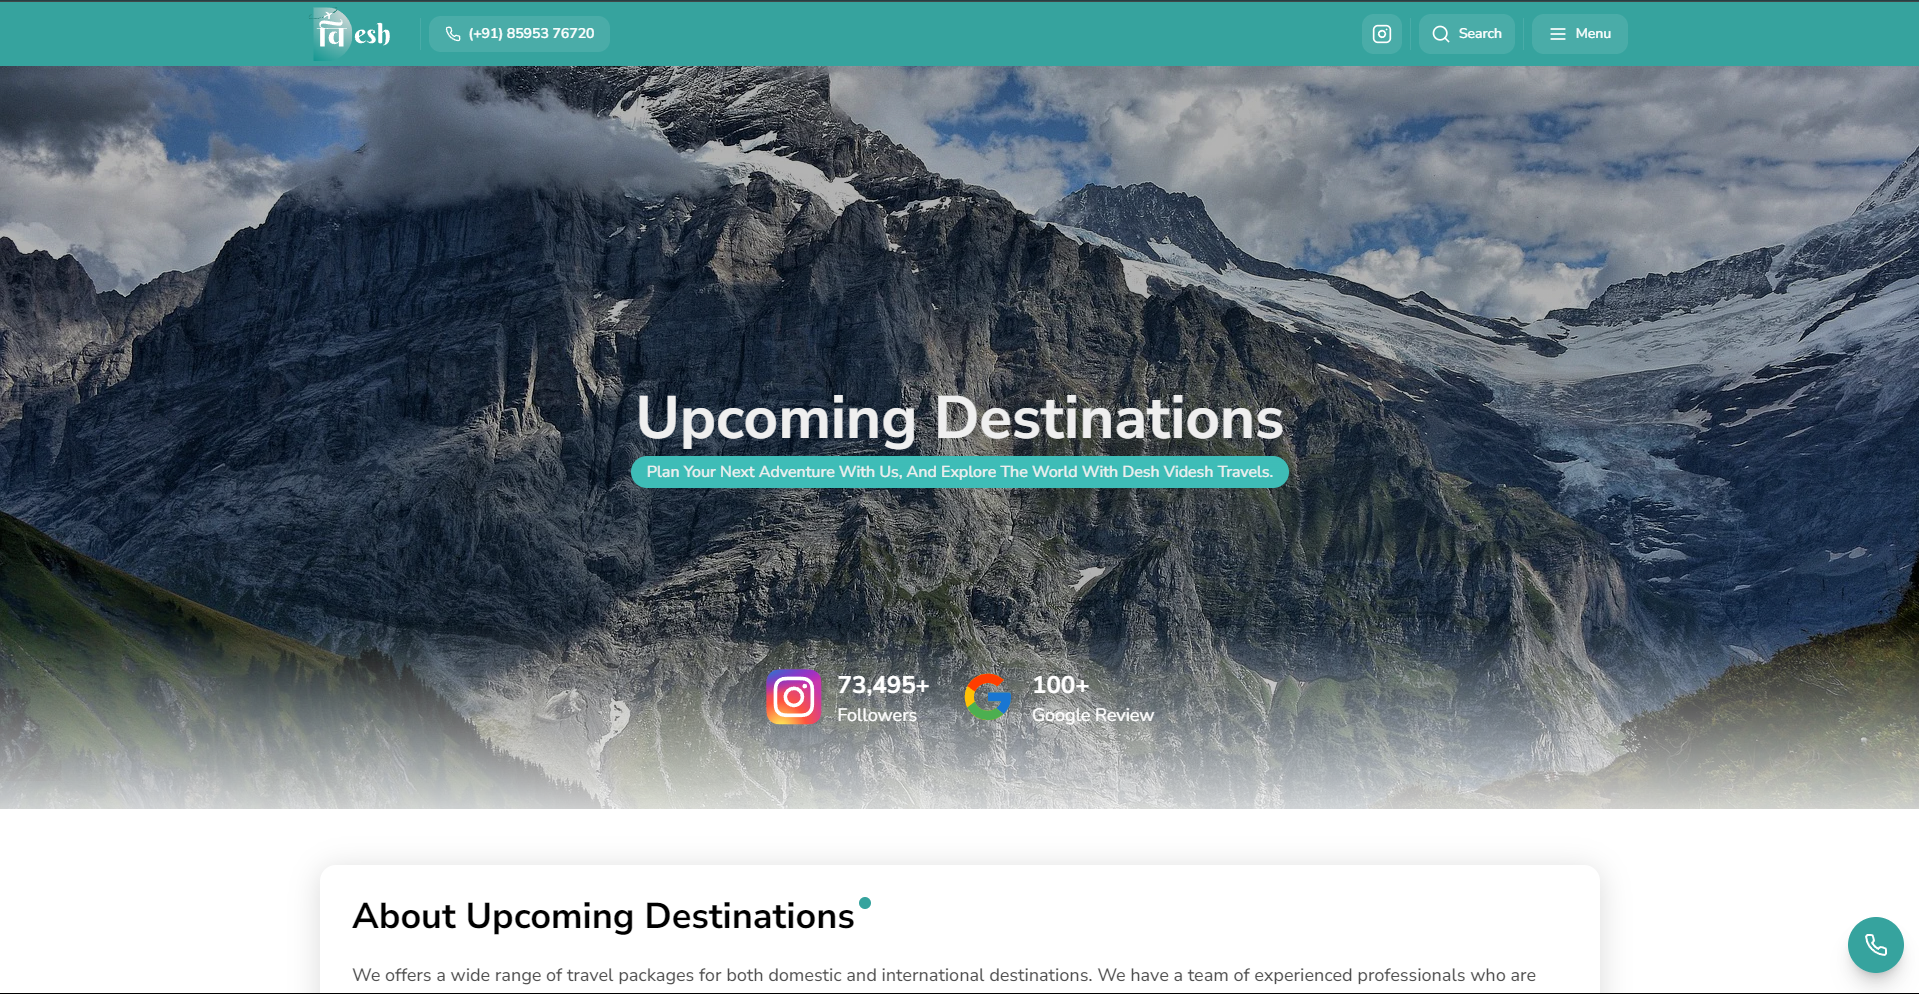 esh
(+91) 85953 76720
Search
Menu
Upcoming Destinations
Plan Your Next Adventure With Us, And Explore The World With Desh Videsh Travels.
73,495+
Followers
100+
Google Review
About Upcoming Destinations
We offers a wide range of travel packages for both domestic and international destinations. We have a team of experienced professionals who are